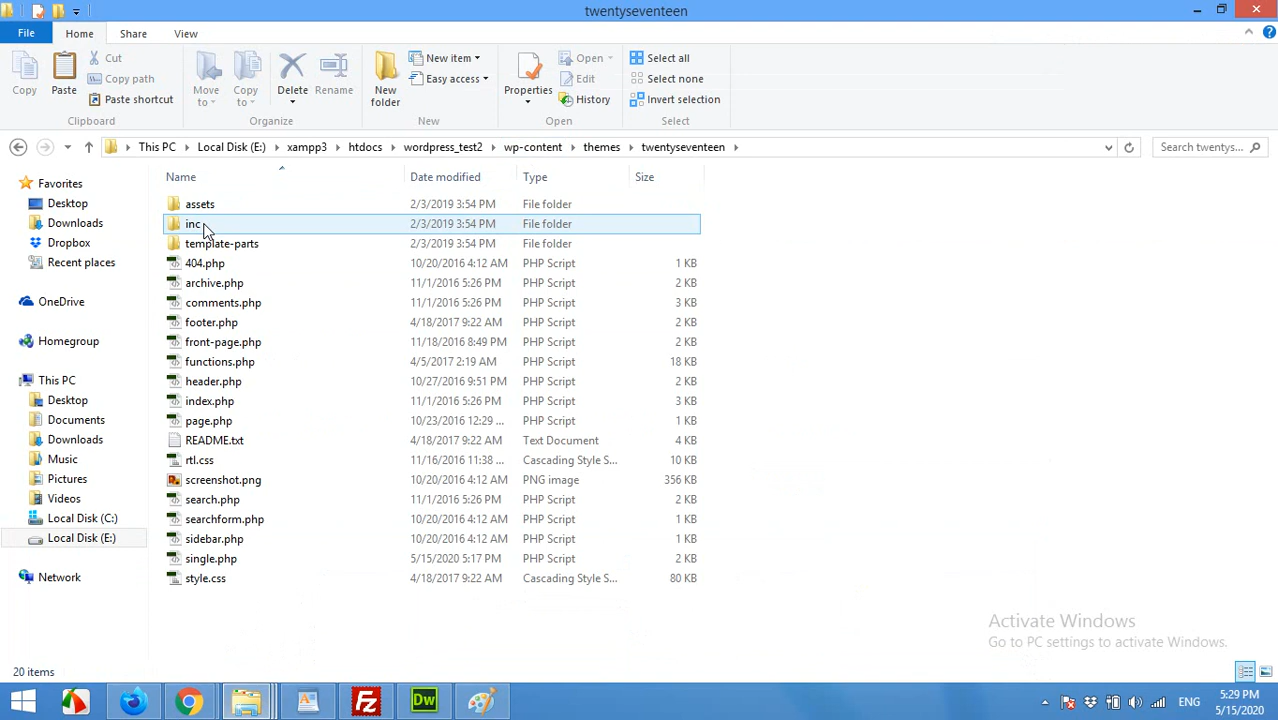 twentyseventeen
File Home Share View
Copy
Paste
Cut
Copy path
Paste shortcut
Clipboard
Move to
Copy to
Delete
Rename
Organize
New folder
New item
Easy access
New
Properties
Open
Edit
History
Open
Select all
Select none
Invert selection
Select
This PC Local Disk (E:) xampp3 htdocs wordpress_test2 wp-content themes twentyseventeen
Search twentys...
Favorites
Desktop
Downloads
Dropbox
Recent places
OneDrive
Homegroup
This PC
Desktop
Documents
Downloads
Music
Pictures
Videos
Local Disk (C:)
Local Disk (E:)
Network
Name Date modified Type Size
assets 2/3/2019 3:54 PM File folder
inc 2/3/2019 3:54 PM File folder
template-parts 2/3/2019 3:54 PM File folder
404.php 10/20/2016 4:12 AM PHP Script 1 KB
archive.php 11/1/2016 5:26 PM PHP Script 2 KB
comments.php 11/1/2016 5:26 PM PHP Script 3 KB
footer.php 4/18/2017 9:22 AM PHP Script 2 KB
front-page.php 11/18/2016 8:49 PM PHP Script 2 KB
functions.php 4/5/2017 2:19 AM PHP Script 18 KB
header.php 10/27/2016 9:51 PM PHP Script 2 KB
index.php 11/1/2016 5:26 PM PHP Script 3 KB
page.php 10/23/2016 12:29 ... PHP Script 1 KB
README.txt 4/18/2017 9:22 AM Text Document 4 KB
rtl.css 11/16/2016 11:38 ... Cascading Style S... 10 KB
screenshot.png 10/20/2016 4:12 AM PNG image 356 KB
search.php 11/1/2016 5:26 PM PHP Script 2 KB
searchform.php 10/20/2016 4:12 AM PHP Script 1 KB
sidebar.php 10/20/2016 4:12 AM PHP Script 1 KB
single.php 5/15/2020 5:17 PM PHP Script 2 KB
style.css 4/18/2017 9:22 AM Cascading Style S... 80 KB
Activate Windows
Go to PC settings to activate Windows.
20 items
Fz
Dw
ENG
5:29 PM
5/15/2020